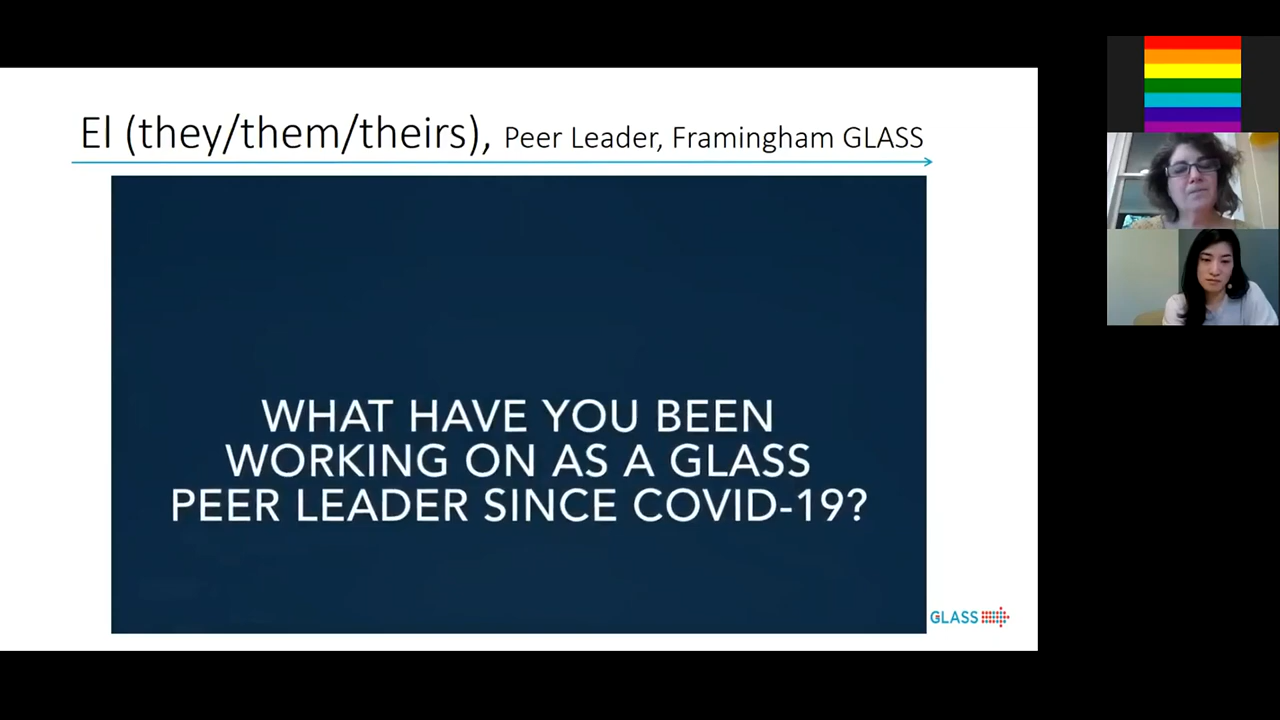 El (they/them/theirs), Peer Leader, Framingham GLASS
WHAT HAVE YOU BEEN
WORKING ON AS A GLASS
PEER LEADER SINCE COVID-19?
GLASS